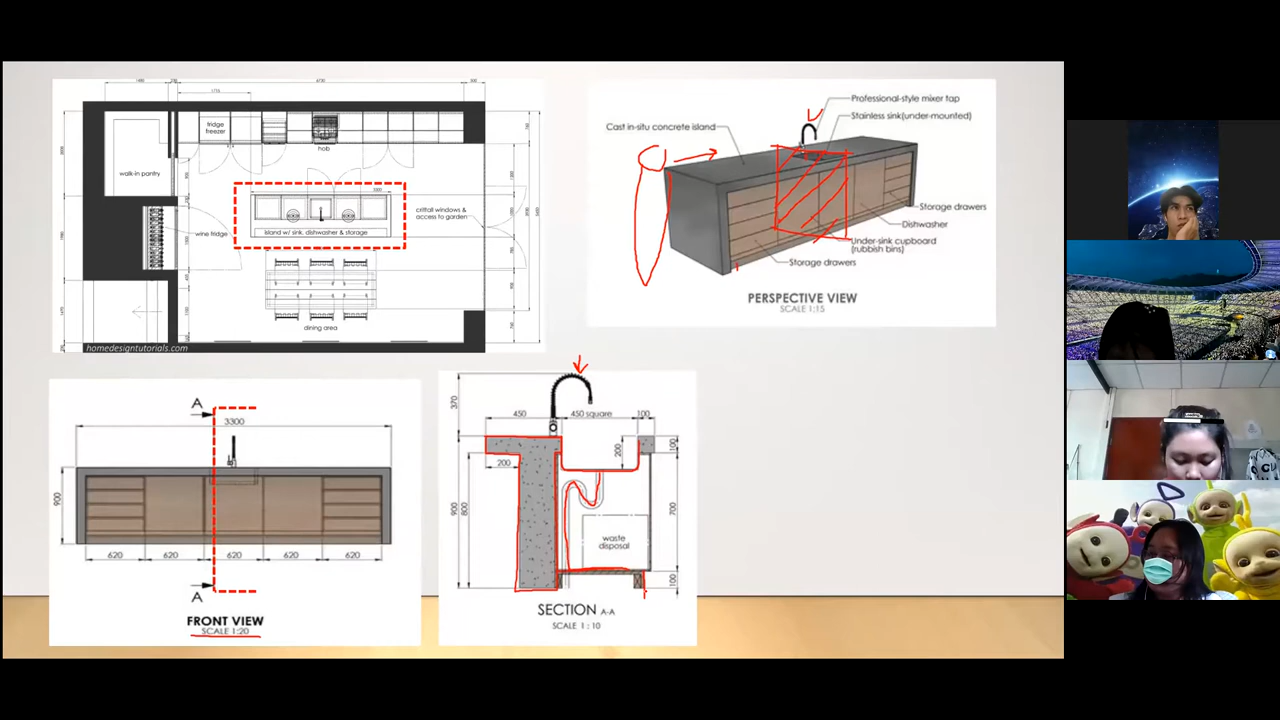 6730
fridge
freezer
hob
walk-in pantry
wine fridge
3300
island w/ sink, dishwasher & storage
crittall windows &
access to garden
dining area
homedesigntutorials.com
Professional-style mixer tap
Stainless sink(under-mounted)
Cast in-situ concrete island
Storage drawers
Dishwasher
Under-sink cupboard
(rubbish bins)
Storage drawers
PERSPECTIVE VIEW
SCALE 1:15
A
3300
900
620 620 620 620 620
A
FRONT VIEW
SCALE 1:20
370
450 450 square 100
200 200 100
900 800 700
waste
disposal
100
SECTION A-A
SCALE 1 : 10